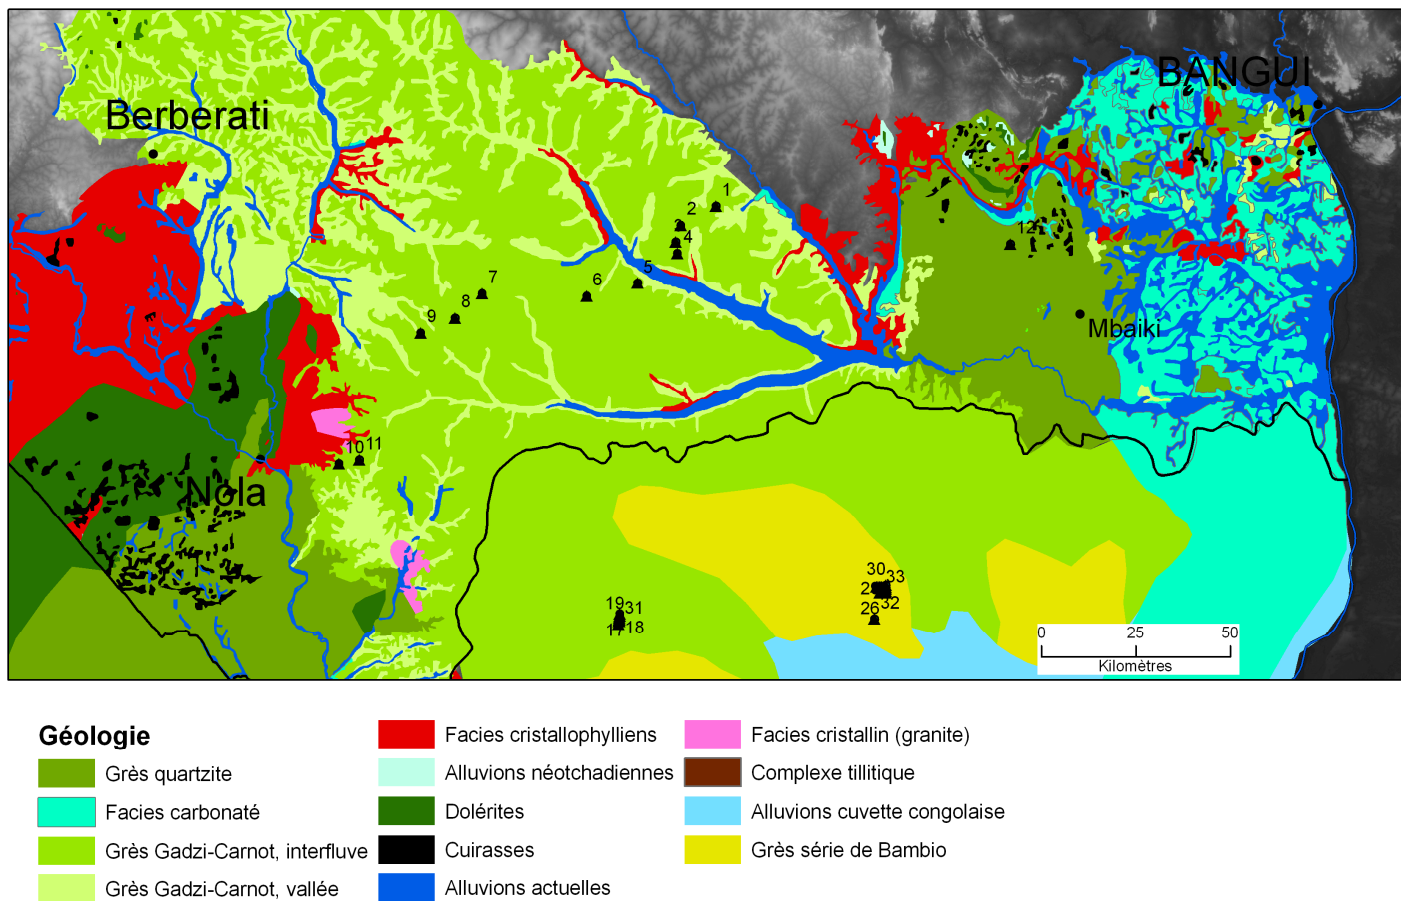 BANGUI
Berberati
1
2
3
4
12
5
6
7
8
9
Mbaiki
10 11
Nola
30
33
32
26
19 31
17 18
0 25 50
Kilomètres
Géologie
Grès quartzite
Facies carbonaté
Grès Gadzi-Carnot, interfluve
Grès Gadzi-Carnot, vallée
Facies cristallophylliens
Alluvions néotchadiennes
Dolérites
Cuirasses
Alluvions actuelles
Facies cristallin (granite)
Complexe tillitique
Alluvions cuvette congolaise
Grès série de Bambio